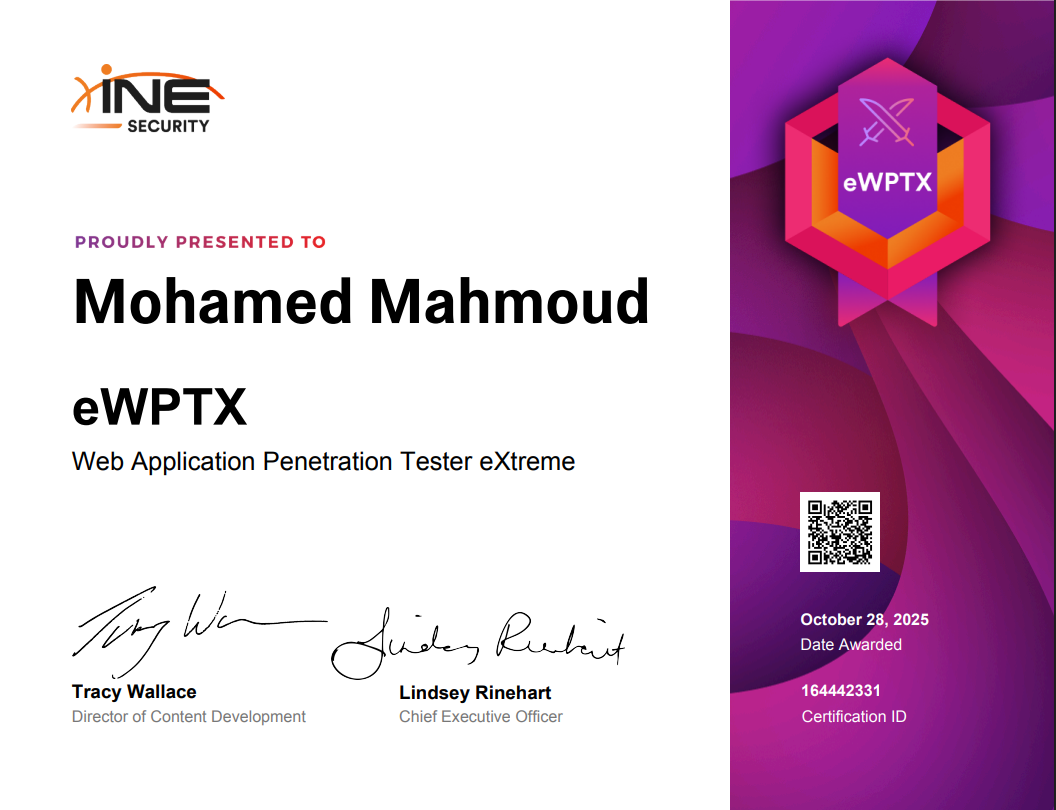 INE
SECURITY
PROUDLY PRESENTED TO
Mohamed Mahmoud
eWPTX
Web Application Penetration Tester eXtreme
Tracy Wallace
Director of Content Development
Lindsey Rinehart
Chief Executive Officer
eWPTX
October 28, 2025
Date Awarded
164442331
Certification ID